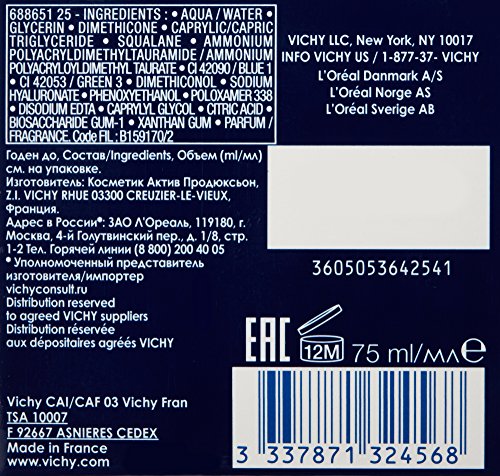 688651 25 - INGREDIENTS : • AQUA / WATER •
GLYCERIN • DIMETHICONE • CAPRYLIC/CAPRIC
TRIGLYCERIDE • SQUALANE • AMMONIUM
POLYACRYLDIMETHYLTAURAMIDE / AMMONIUM
POLYACRYLOYLDIMETHYL TAURATE • CI 42090 / BLUE 1
• CI 42053 / GREEN 3 • DIMETHICONOL • SODIUM
HYALURONATE • PHENOXYETHANOL • POLOXAMER 338
• DISODIUM EDTA • CAPRYLYL GLYCOL • CITRIC ACID •
BIOSACCHARIDE GUM-1 • XANTHAN GUM • PARFUM /
FRAGRANCE. Code FIL : B159170/2
VICHY LLC, New York, NY 10017
INFO VICHY US / 1-877-37- VICHY
L'Oréal Danmark A/S
L'Oréal Norge AS
L'Oréal Sverige AB
Годен до, Состав/Ingredients, Объем (ml/мл)
см. на упаковке.
Изготовитель: Косметик Актив Продюксьон,
Z.I. VICHY RHUE 03300 CREUZIER-LE-VIEUX,
Франция.
Адрес в России*: ЗАО Л'Ореаль, 119180, г.
Москва, 4-й Голутвинский пер., д. 1/8, стр.
1-2 Тел. Горячей линии (8 800) 200 40 05
* Уполномоченный представитель
изготовителя/импортер
vichyconsult.ru
Distribution reserved
to agreed VICHY suppliers
Distribution réservée
aux dépositaires agréés VICHY
3605053642541
EAC 12M 75 ml/мл e
Vichy CAI/CAF 03 Vichy Fran
TSA 10007
F 92667 ASNIERES CEDEX
Made in France
www.vichy.com
3 337871 324568